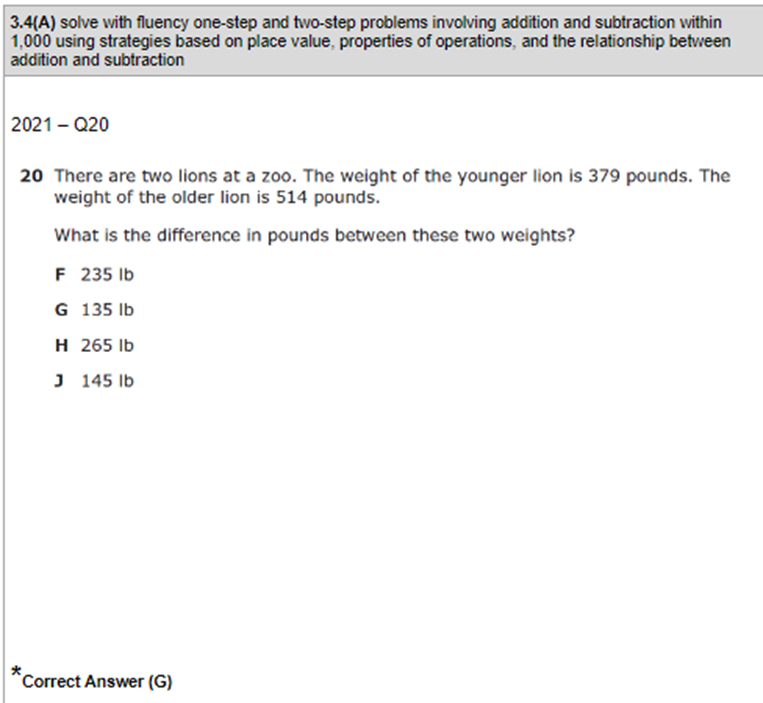 3.4(A) solve with fluency one-step and two-step problems involving addition and subtraction within
1,000 using strategies based on place value, properties of operations, and the relationship between
addition and subtraction
2021 – Q20
20 There are two lions at a zoo. The weight of the younger lion is 379 pounds. The
weight of the older lion is 514 pounds.
What is the difference in pounds between these two weights?
F 235 lb
G 135 lb
H 265 lb
J 145 lb
*Correct Answer (G)